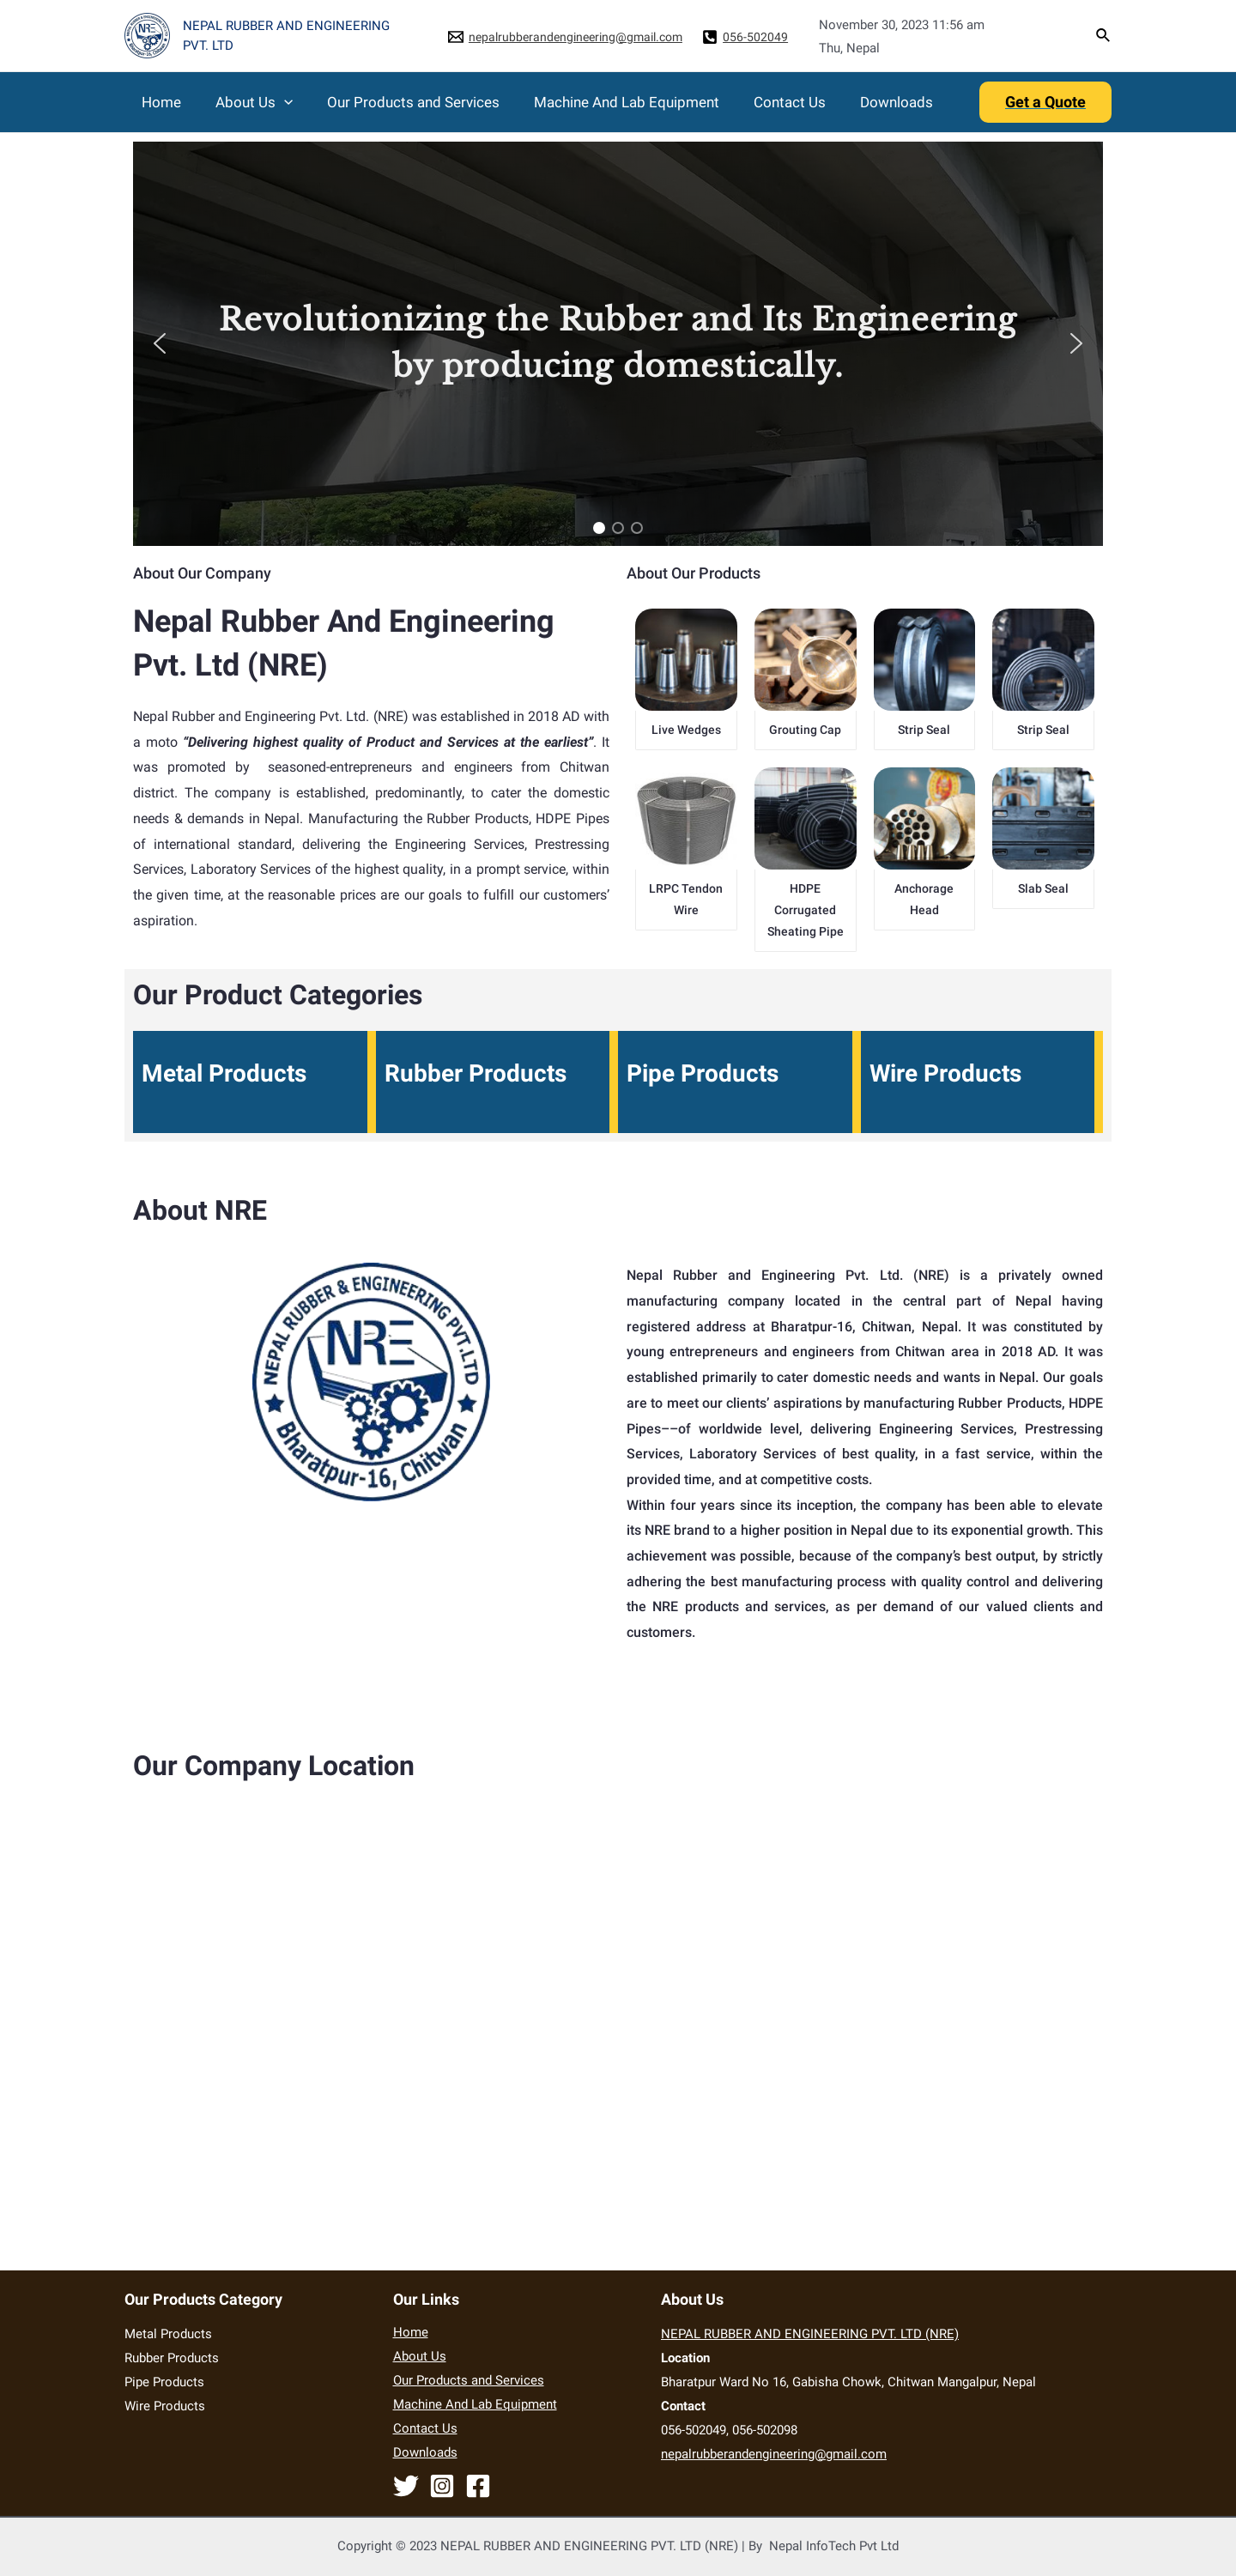 NEPAL RUBBER AND ENGINEERING
PVT. LTD
nepalrubberandengineering@gmail.com
056-502049
November 30, 2023 11:56 am
Thu, Nepal
Home
About Us
Our Products and Services
Machine And Lab Equipment
Contact Us
Downloads
Get a Quote
Revolutionizing the Rubber and Its Engineering
by producing domestically.
About Our Company
Nepal Rubber And Engineering
Pvt. Ltd (NRE)
Nepal Rubber and Engineering Pvt. Ltd. (NRE) was established in 2018 AD with
a moto “Delivering highest quality of Product and Services at the earliest”. It
was promoted by seasoned-entrepreneurs and engineers from Chitwan
district. The company is established, predominantly, to cater the domestic
needs & demands in Nepal. Manufacturing the Rubber Products, HDPE Pipes
of international standard, delivering the Engineering Services, Prestressing
Services, Laboratory Services of the highest quality, in a prompt service, within
the given time, at the reasonable prices are our goals to fulfill our customers’
aspiration.
About Our Products
Live Wedges
Grouting Cap
Strip Seal
Strip Seal
LRPC Tendon
Wire
HDPE
Corrugated
Sheating Pipe
Anchorage
Head
Slab Seal
Our Product Categories
Metal Products
Rubber Products
Pipe Products
Wire Products
About NRE
NEPAL RUBBER & ENGINEERING PVT.LTD
NRE
Bharatpur-16, Chitwan
Nepal Rubber and Engineering Pvt. Ltd. (NRE) is a privately owned
manufacturing company located in the central part of Nepal having
registered address at Bharatpur-16, Chitwan, Nepal. It was constituted by
young entrepreneurs and engineers from Chitwan area in 2018 AD. It was
established primarily to cater domestic needs and wants in Nepal. Our goals
are to meet our clients’ aspirations by manufacturing Rubber Products, HDPE
Pipes––of worldwide level, delivering Engineering Services, Prestressing
Services, Laboratory Services of best quality, in a fast service, within the
provided time, and at competitive costs.
Within four years since its inception, the company has been able to elevate
its NRE brand to a higher position in Nepal due to its exponential growth. This
achievement was possible, because of the company’s best output, by strictly
adhering the best manufacturing process with quality control and delivering
the NRE products and services, as per demand of our valued clients and
customers.
Our Company Location
Our Products Category
Metal Products
Rubber Products
Pipe Products
Wire Products
Our Links
Home
About Us
Our Products and Services
Machine And Lab Equipment
Contact Us
Downloads
About Us
NEPAL RUBBER AND ENGINEERING PVT. LTD (NRE)
Location
Bharatpur Ward No 16, Gabisha Chowk, Chitwan Mangalpur, Nepal
Contact
056-502049, 056-502098
nepalrubberandengineering@gmail.com
Copyright © 2023 NEPAL RUBBER AND ENGINEERING PVT. LTD (NRE) | By Nepal InfoTech Pvt Ltd